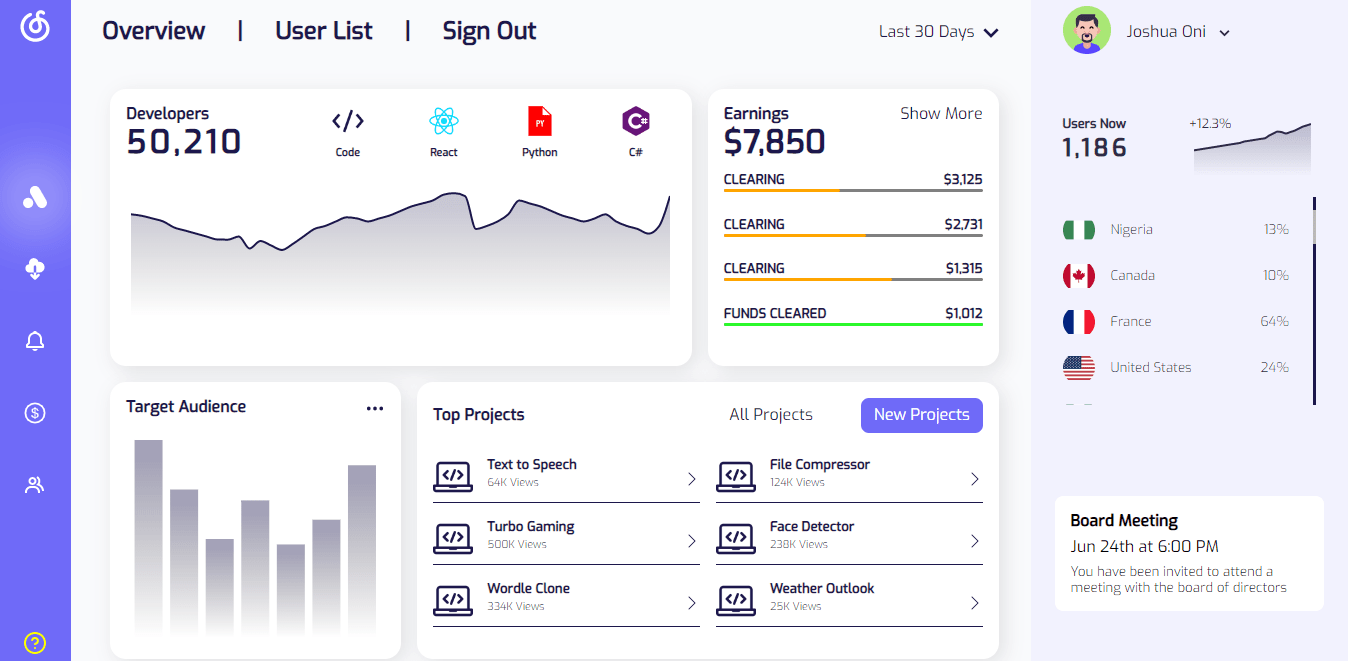 Overview | User List | Sign Out
Last 30 Days
Joshua Oni
Developers
50,210
</>
Code
React
PY
Python
C#
C#
Earnings
Show More
$7,850
CLEARING $3,125
CLEARING $2,731
CLEARING $1,315
FUNDS CLEARED $1,012
Users Now
1,186
+12.3%
Nigeria 13%
Canada 10%
France 64%
United States 24%
Target Audience
Top Projects
All Projects
New Projects
</>
Text to Speech
64K Views
</>
File Compressor
124K Views
</>
Turbo Gaming
500K Views
</>
Face Detector
238K Views
</>
Wordle Clone
334K Views
</>
Weather Outlook
25K Views
Board Meeting
Jun 24th at 6:00 PM
You have been invited to attend a
meeting with the board of directors
$
?